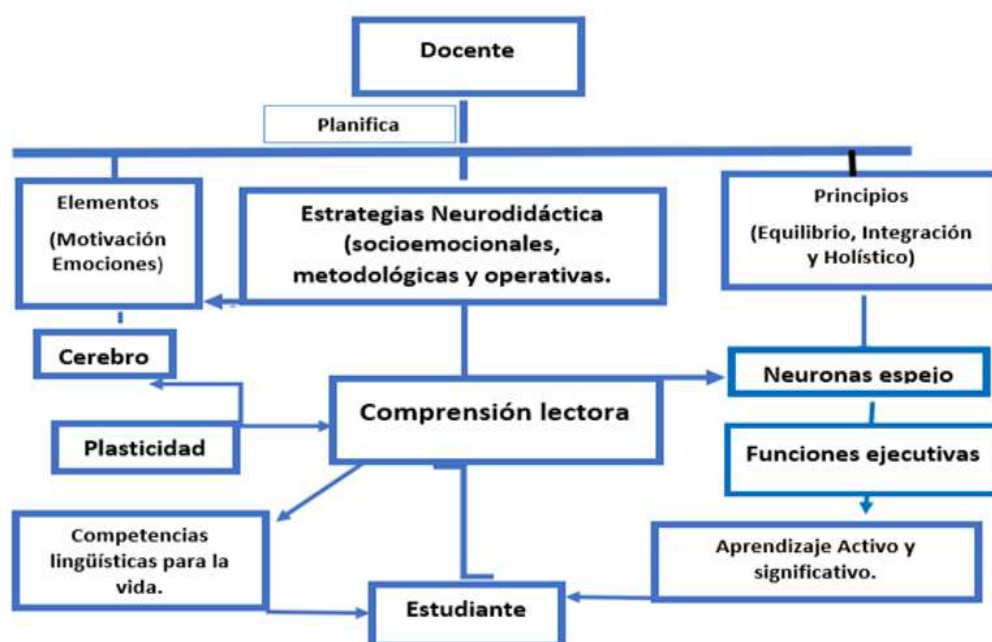 Docente
Planifica
Elementos
(Motivación
Emociones)
Estrategias Neurodidáctica
(socioemocionales,
metodológicas y operativas.
Principios
(Equilibrio, Integración
y Holístico)
Cerebro
Neuronas espejo
Comprensión lectora
Plasticidad
Funciones ejecutivas
Competencias
lingüísticas para la
vida.
Aprendizaje Activo y
significativo.
Estudiante